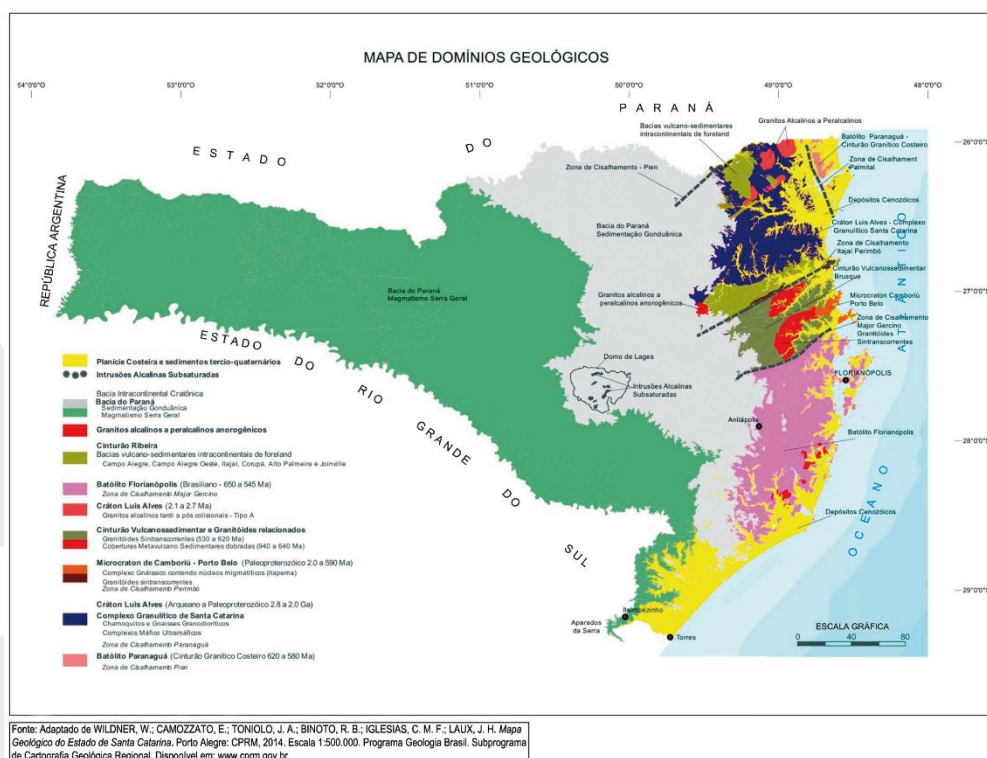 MAPA DE DOMÍNIOS GEOLÓGICOS
54°0'0"O
53°0'0"O
52°0'0"O
51°0'0"O
50°0'0"O
49°0'0"O
48°0'0"O
PARANÁ
ESTADO
DO
Granitos Alcalinos a Peralcalinos
Bacias vulcano-sedimentares
intracontinentais de foreland
Batólito Paranaguá -
Cinturão Granítico Costeiro
26°0'0"S
Zona de Cisalhamento - Pien
Zona de Cisalhament
Palmital
Depósitos Cenozóicos
REPÚBLICA ARGENTINA
Bacia do Paraná
Sedimentação Gonduânica
Cráton Luis Alves - Complexo
Granulítico Santa Catarina
Zona de Cisalhamento
Itajaí Perimbó
Cinturão Vulcanossedimentar
Brusque
27°0'0"S
Bacia do Paraná
Magmatismo Serra Geral
Granitos alcalinos a
peralcalinos anorogênicos
Microcraton Camboriú
Porto Belo
Zona de Cisalhamento
Major Gercino
Granitóides
Sintranscorrentes
OCEANO ATLÂNTICO
ESTADO DO RIO GRANDE DO SUL
Domo de Lages
Intrusões Alcalinas
Subsaturadas
FLORIANÓPOLIS
Anitápolis
28°0'0"S
Batólito Florianópolis
Depósitos Cenozóicos
29°0'0"S
Itaimbezinho
Aparados
da Serra
Torres
ESCALA GRÁFICA
0 40 80
Planície Costeira e sedimentos tercio-quaternários
Intrusões Alcalinas Subsaturadas
Bacia Intracontinental Cratônica
Bacia do Paraná
Sedimentação Gonduânica
Magmatismo Serra Geral
Granitos alcalinos a peralcalinos anorogênicos
Cinturão Ribeira
Bacias vulcano-sedimentares intracontinentais de foreland
Campo Alegre, Campo Alegre Oeste, Itajaí, Corupá, Alto Palmeira e Joinville
Batólito Florianópolis (Brasiliano - 650 a 545 Ma)
Zona de Cisalhamento Major Gercino
Cráton Luis Alves (2.1 a 2.7 Ma)
Granitos alcalinos tardi a pós colisionais - Tipo A
Cinturão Vulcanossedimentar e Granitóides relacionados
Granitóides Sintranscorrentes (530 a 620 Ma)
Coberturas Metavulcano Sedimentares dobradas (940 a 640 Ma)
Microcraton de Camboriú - Porto Belo (Paleoproterozóico 2.0 a 590 Ma)
Complexo Gnáissico contendo núcleos migmatíticos (Itapema)
Granitóides sintranscorrentes
Zona de Cisalhamento Perimbó
Cráton Luis Alves (Arqueano a Paleoproterozóico 2.8 a 2.0 Ga)
Complexo Granulítico de Santa Catarina
Charnoquitos e Gnaisses Granodioríticos
Complexos Máfico Ultramáficos
Zona de Cisalhamento Paranaguá
Batólito Paranaguá (Cinturão Granítico Costeiro 620 a 580 Ma)
Zona de Cisalhamento Pien
Fonte: Adaptado de WILDNER, W.; CAMOZZATO, E.; TONIOLO, J. A.; BINOTO, R. B.; IGLESIAS, C. M. F.; LAUX, J. H. Mapa
Geológico do Estado de Santa Catarina. Porto Alegre: CPRM, 2014. Escala 1:500.000. Programa Geologia Brasil. Subprograma
de Cartografia Geológica Regional. Disponível em: www.cprm.gov.br